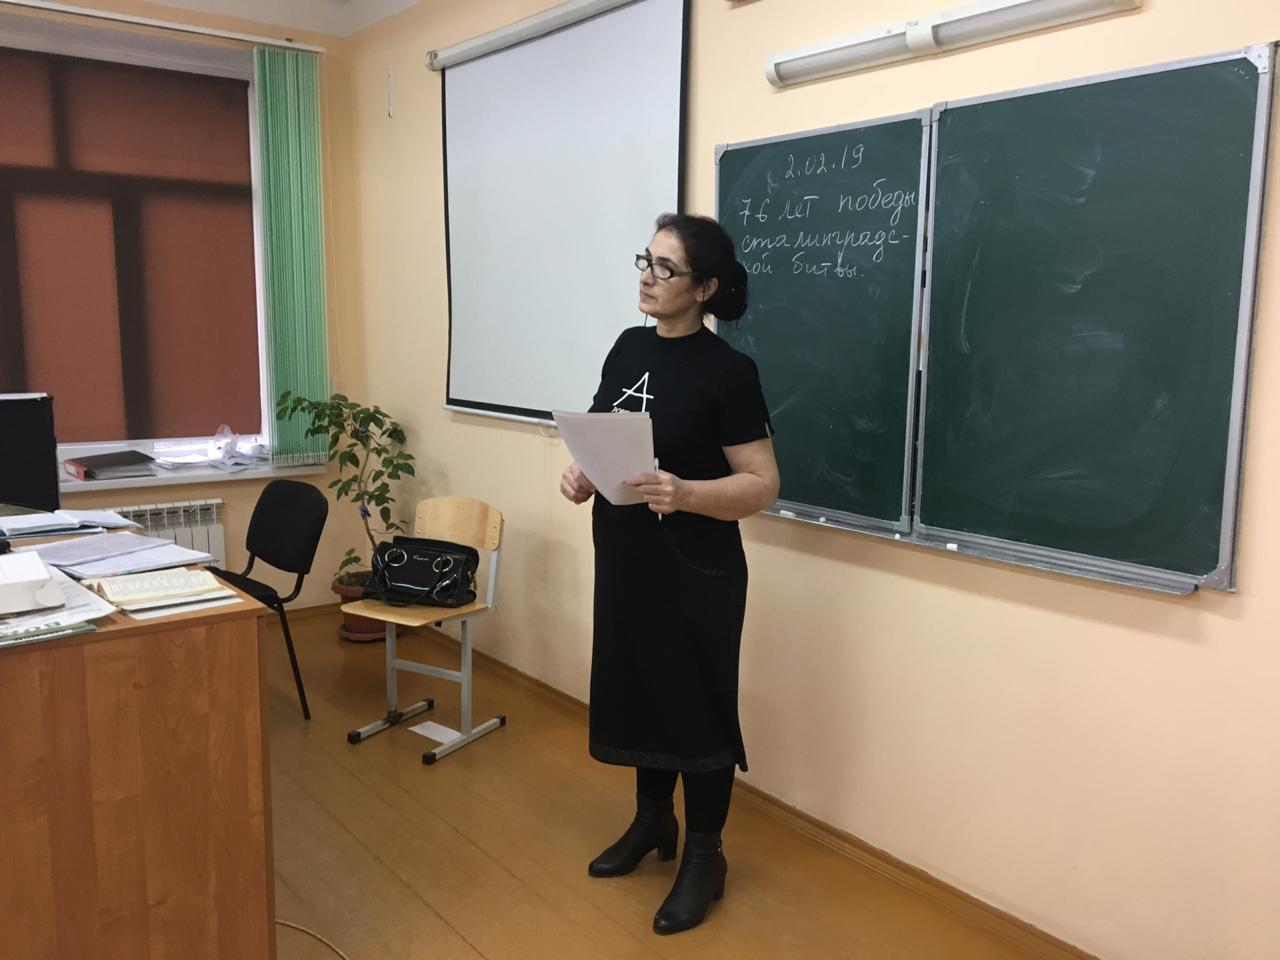 2.02.19
76 лет победы
сталинградс-
кой битвы.
A